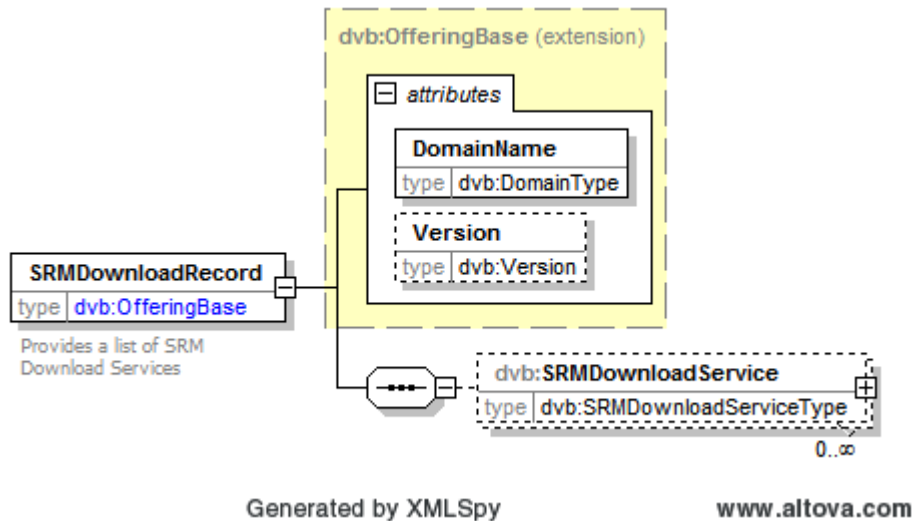 dvb:OfferingBase (extension)
attributes
DomainName
type dvb:DomainType
Version
type dvb:Version
SRMDownloadRecord
type dvb:OfferingBase
Provides a list of SRM
Download Services
dvb:SRMDownloadService
type dvb:SRMDownloadServiceType
0..∞
Generated by XMLSpy www.altova.com